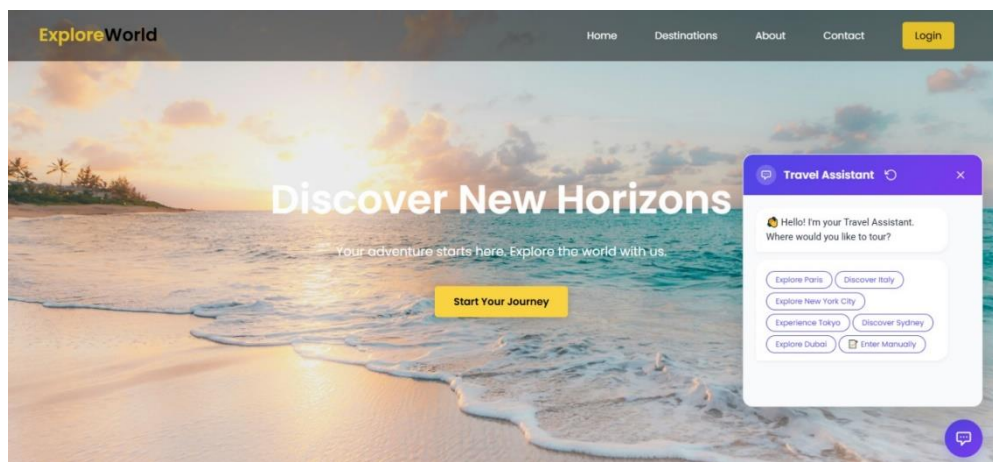 ExploreWorld
Home Destinations About Contact Login
Discover New Horizons
Your adventure starts here. Explore the world with us.
Start Your Journey
Travel Assistant
Hello! I'm your Travel Assistant.
Where would you like to tour?
Explore Paris Discover Italy
Explore New York City
Experience Tokyo Discover Sydney
Explore Dubai Enter Manually